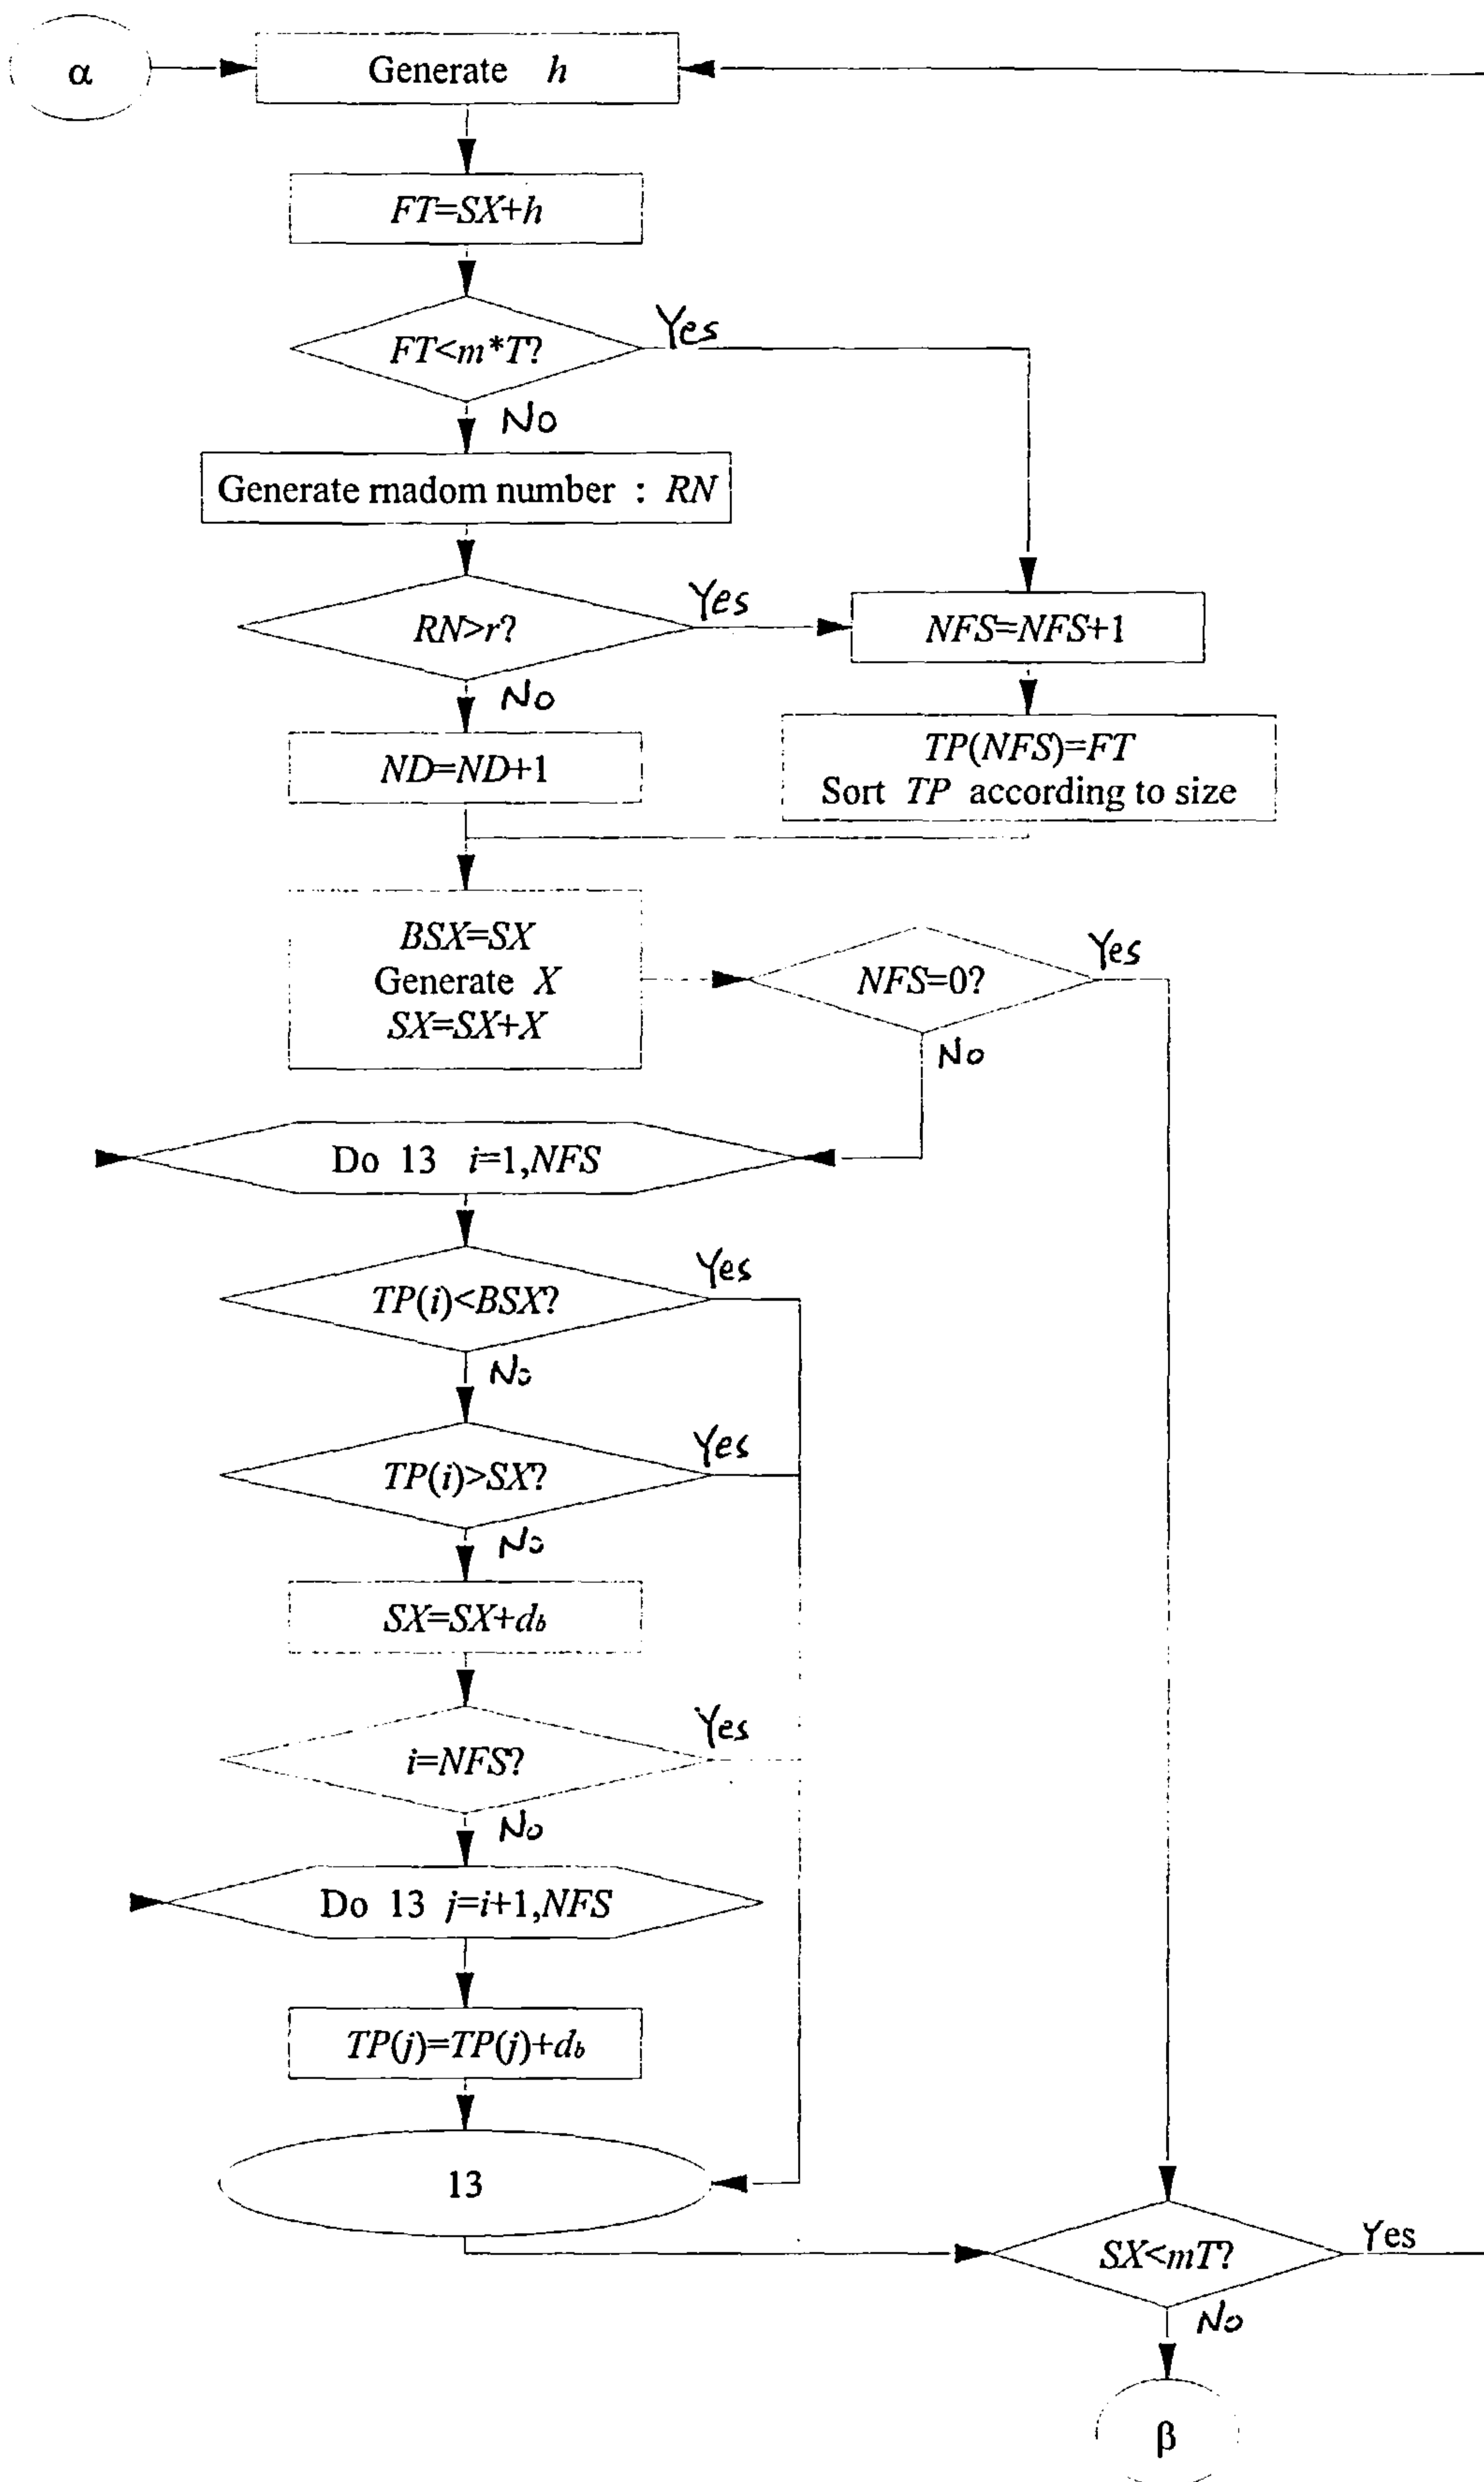 α
Generate h
FT=SX+h
FT<m*T?
Yes
No
Generate rnadom number : RN
RN>r?
Yes
NFS=NFS+1
No
ND=ND+1
TP(NFS)=FT
Sort TP according to size
BSX=SX
Generate X
SX=SX+X
NFS=0?
Yes
No
Do 13 i=1,NFS
TP(i)<BSX?
Yes
No
TP(i)>SX?
Yes
No
SX=SX+db
i=NFS?
Yes
No
Do 13 j=i+1,NFS
TP(j)=TP(j)+db
13
SX<mT?
Yes
No
β